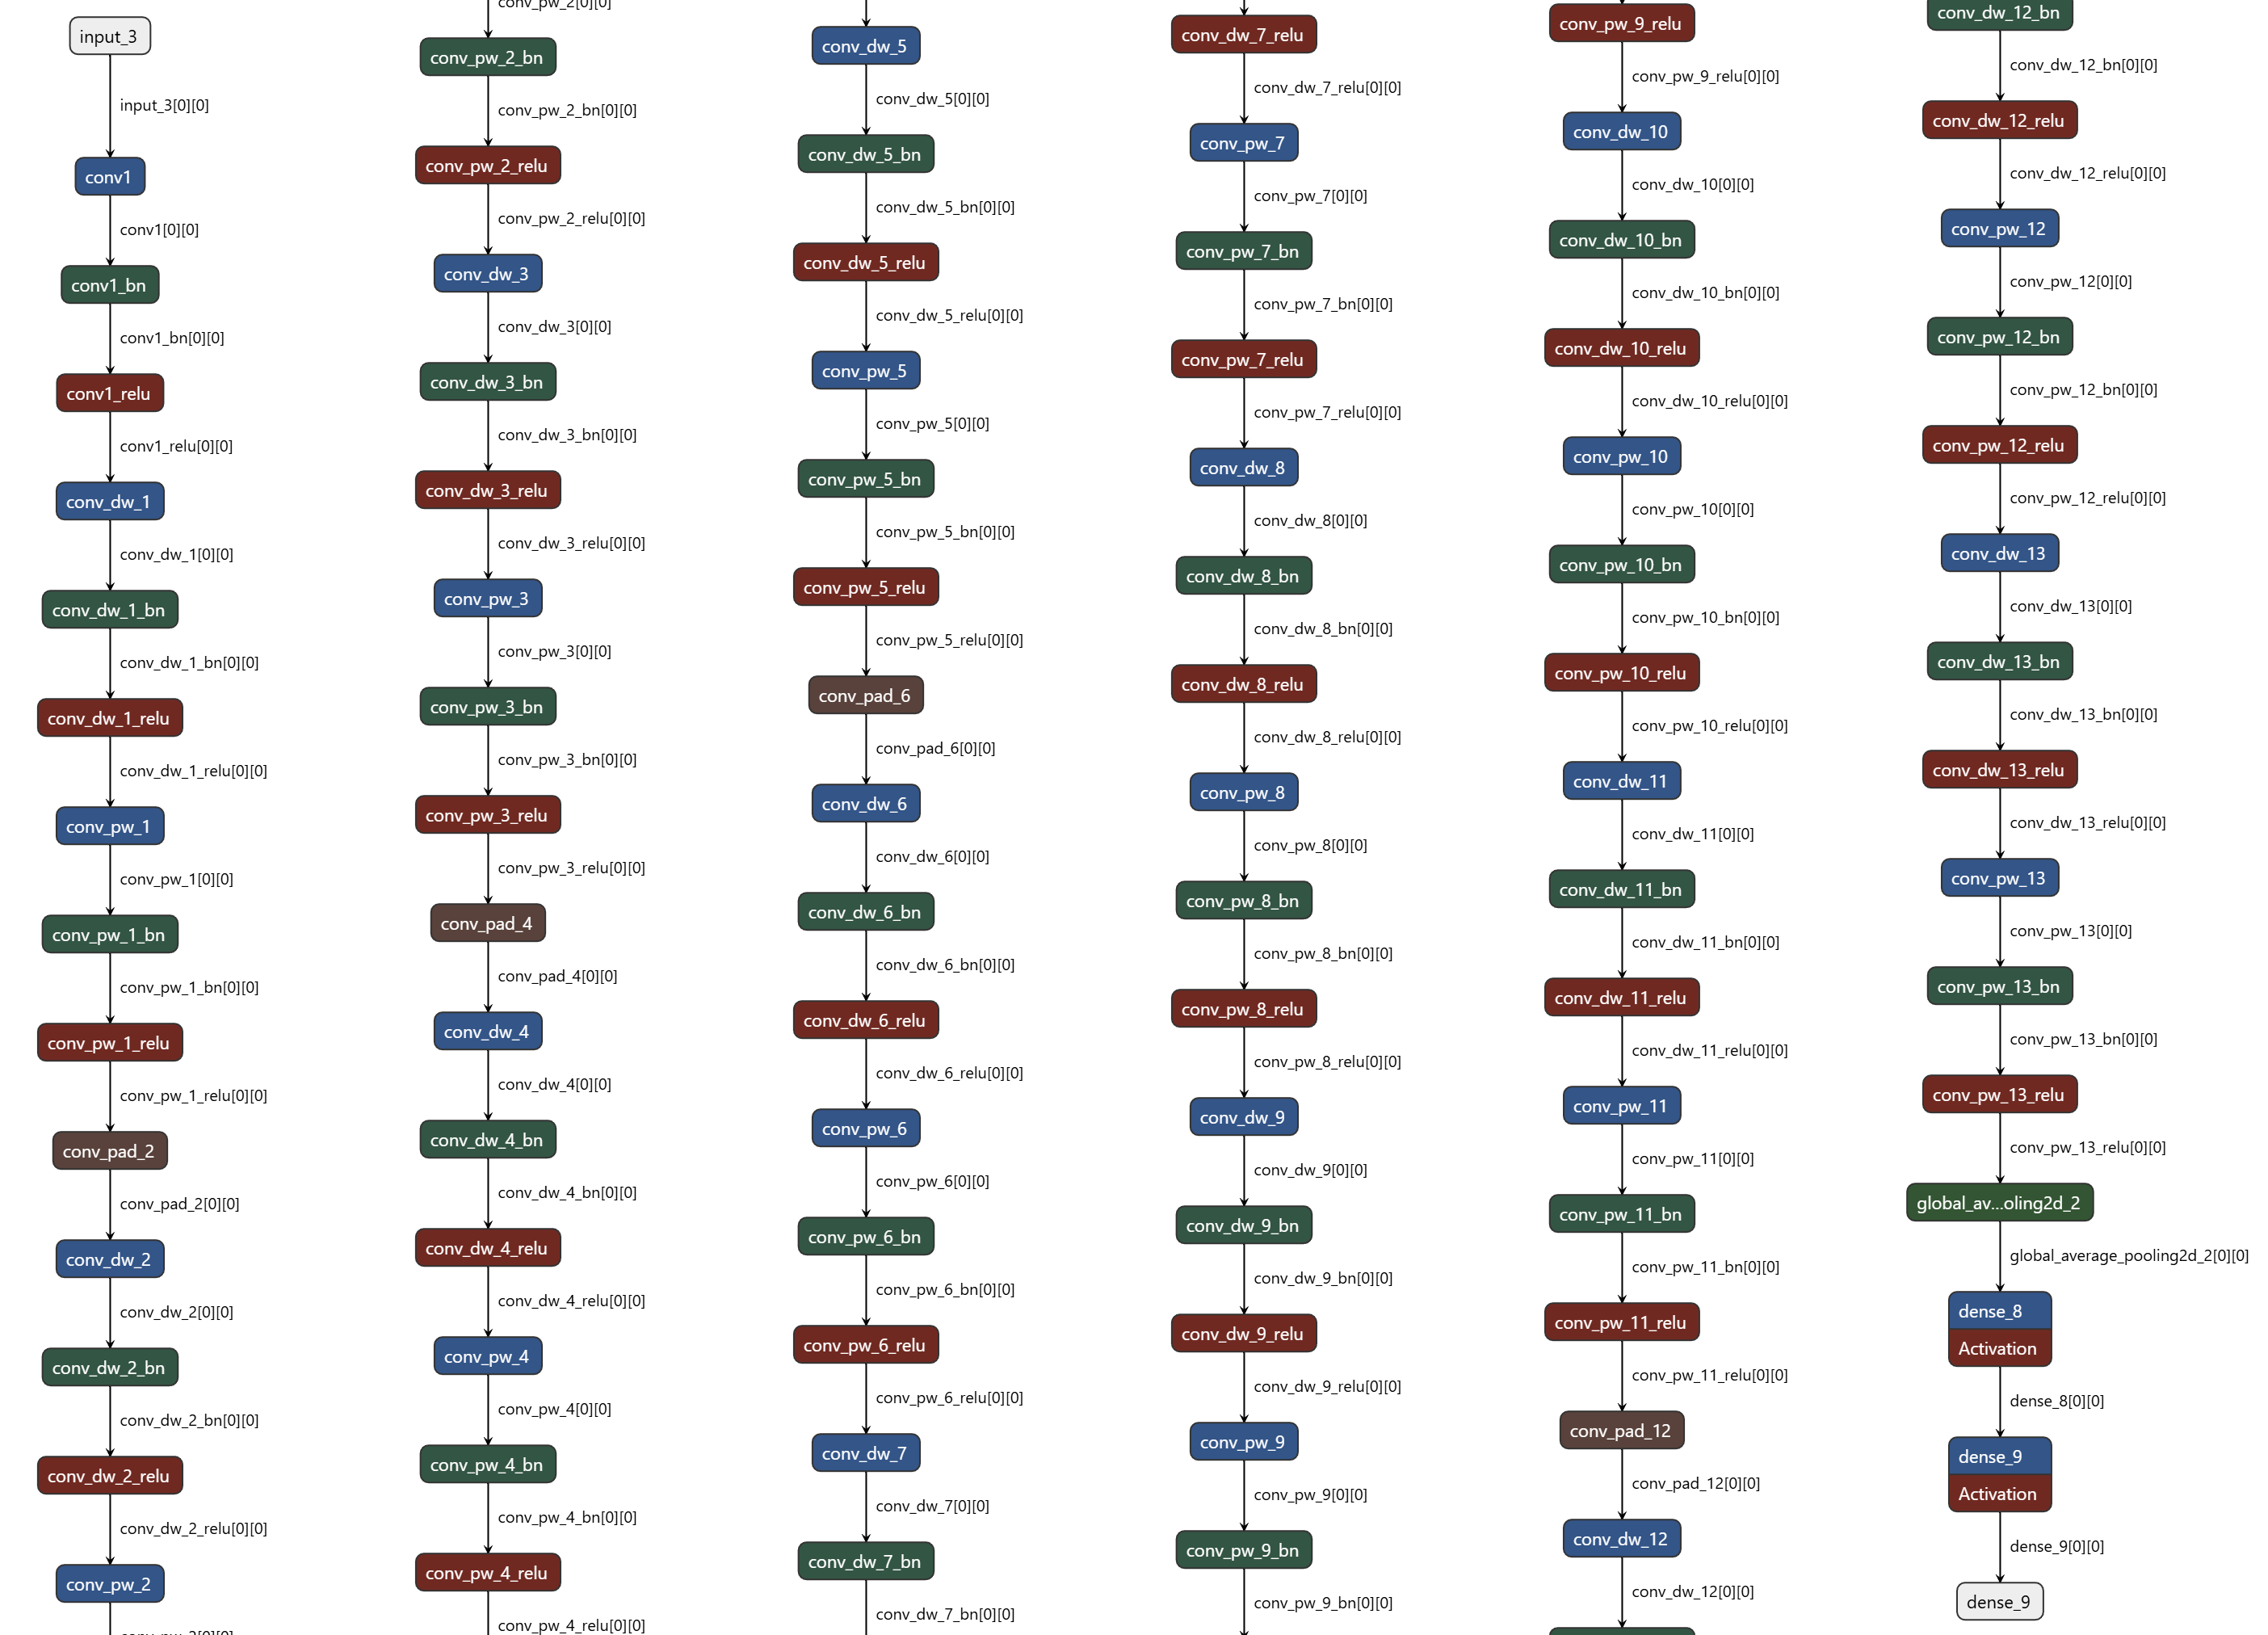 input_3
input_3[0][0]
conv1
conv1[0][0]
conv1_bn
conv1_bn[0][0]
conv1_relu
conv1_relu[0][0]
conv_dw_1
conv_dw_1[0][0]
conv_dw_1_bn
conv_dw_1_bn[0][0]
conv_dw_1_relu
conv_dw_1_relu[0][0]
conv_pw_1
conv_pw_1[0][0]
conv_pw_1_bn
conv_pw_1_bn[0][0]
conv_pw_1_relu
conv_pw_1_relu[0][0]
conv_pad_2
conv_pad_2[0][0]
conv_dw_2
conv_dw_2[0][0]
conv_dw_2_bn
conv_dw_2_bn[0][0]
conv_dw_2_relu
conv_dw_2_relu[0][0]
conv_pw_2
conv_pw_2[0][0]
conv_pw_2_bn
conv_pw_2_bn[0][0]
conv_pw_2_relu
conv_pw_2_relu[0][0]
conv_dw_3
conv_dw_3[0][0]
conv_dw_3_bn
conv_dw_3_bn[0][0]
conv_dw_3_relu
conv_dw_3_relu[0][0]
conv_pw_3
conv_pw_3[0][0]
conv_pw_3_bn
conv_pw_3_bn[0][0]
conv_pw_3_relu
conv_pw_3_relu[0][0]
conv_pad_4
conv_pad_4[0][0]
conv_dw_4
conv_dw_4[0][0]
conv_dw_4_bn
conv_dw_4_bn[0][0]
conv_dw_4_relu
conv_dw_4_relu[0][0]
conv_pw_4
conv_pw_4[0][0]
conv_pw_4_bn
conv_pw_4_bn[0][0]
conv_pw_4_relu
conv_pw_4_relu[0][0]
conv_dw_5
conv_dw_5[0][0]
conv_dw_5_bn
conv_dw_5_bn[0][0]
conv_dw_5_relu
conv_dw_5_relu[0][0]
conv_pw_5
conv_pw_5[0][0]
conv_pw_5_bn
conv_pw_5_bn[0][0]
conv_pw_5_relu
conv_pw_5_relu[0][0]
conv_pad_6
conv_pad_6[0][0]
conv_dw_6
conv_dw_6[0][0]
conv_dw_6_bn
conv_dw_6_bn[0][0]
conv_dw_6_relu
conv_dw_6_relu[0][0]
conv_pw_6
conv_pw_6[0][0]
conv_pw_6_bn
conv_pw_6_bn[0][0]
conv_pw_6_relu
conv_pw_6_relu[0][0]
conv_dw_7
conv_dw_7[0][0]
conv_dw_7_bn
conv_dw_7_bn[0][0]
conv_dw_7_relu
conv_dw_7_relu[0][0]
conv_pw_7
conv_pw_7[0][0]
conv_pw_7_bn
conv_pw_7_bn[0][0]
conv_pw_7_relu
conv_pw_7_relu[0][0]
conv_dw_8
conv_dw_8[0][0]
conv_dw_8_bn
conv_dw_8_bn[0][0]
conv_dw_8_relu
conv_dw_8_relu[0][0]
conv_pw_8
conv_pw_8[0][0]
conv_pw_8_bn
conv_pw_8_bn[0][0]
conv_pw_8_relu
conv_pw_8_relu[0][0]
conv_dw_9
conv_dw_9[0][0]
conv_dw_9_bn
conv_dw_9_bn[0][0]
conv_dw_9_relu
conv_dw_9_relu[0][0]
conv_pw_9
conv_pw_9[0][0]
conv_pw_9_bn
conv_pw_9_bn[0][0]
conv_pw_9_relu
conv_pw_9_relu[0][0]
conv_dw_10
conv_dw_10[0][0]
conv_dw_10_bn
conv_dw_10_bn[0][0]
conv_dw_10_relu
conv_dw_10_relu[0][0]
conv_pw_10
conv_pw_10[0][0]
conv_pw_10_bn
conv_pw_10_bn[0][0]
conv_pw_10_relu
conv_pw_10_relu[0][0]
conv_dw_11
conv_dw_11[0][0]
conv_dw_11_bn
conv_dw_11_bn[0][0]
conv_dw_11_relu
conv_dw_11_relu[0][0]
conv_pw_11
conv_pw_11[0][0]
conv_pw_11_bn
conv_pw_11_bn[0][0]
conv_pw_11_relu
conv_pw_11_relu[0][0]
conv_pad_12
conv_pad_12[0][0]
conv_dw_12
conv_dw_12[0][0]
conv_dw_12_bn
conv_dw_12_bn[0][0]
conv_dw_12_relu
conv_dw_12_relu[0][0]
conv_pw_12
conv_pw_12[0][0]
conv_pw_12_bn
conv_pw_12_bn[0][0]
conv_pw_12_relu
conv_pw_12_relu[0][0]
conv_dw_13
conv_dw_13[0][0]
conv_dw_13_bn
conv_dw_13_bn[0][0]
conv_dw_13_relu
conv_dw_13_relu[0][0]
conv_pw_13
conv_pw_13[0][0]
conv_pw_13_bn
conv_pw_13_bn[0][0]
conv_pw_13_relu
conv_pw_13_relu[0][0]
global_av...oling2d_2
global_average_pooling2d_2[0][0]
dense_8
Activation
dense_8[0][0]
dense_9
Activation
dense_9[0][0]
dense_9